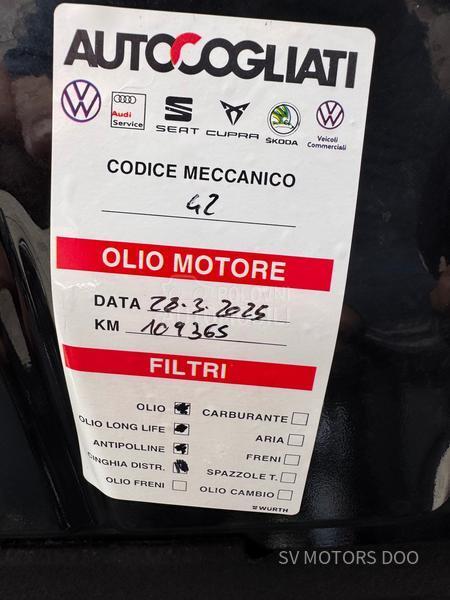 AUTOCOGLIATI
Audi
Service
SEAT
CUPRA
ŠKODA
Veicoli
Commerciali
CODICE MECCANICO
42
OLIO MOTORE
DATA 28.3.2025
KM 109365
FILTRI
OLIO
CARBURANTE
OLIO LONG LIFE
ARIA
ANTIPOLLINE
FRENI
CINGHIA DISTR.
SPAZZOLE T.
OLIO FRENI
OLIO CAMBIO
WÜRTH
SV MOTORS DOO